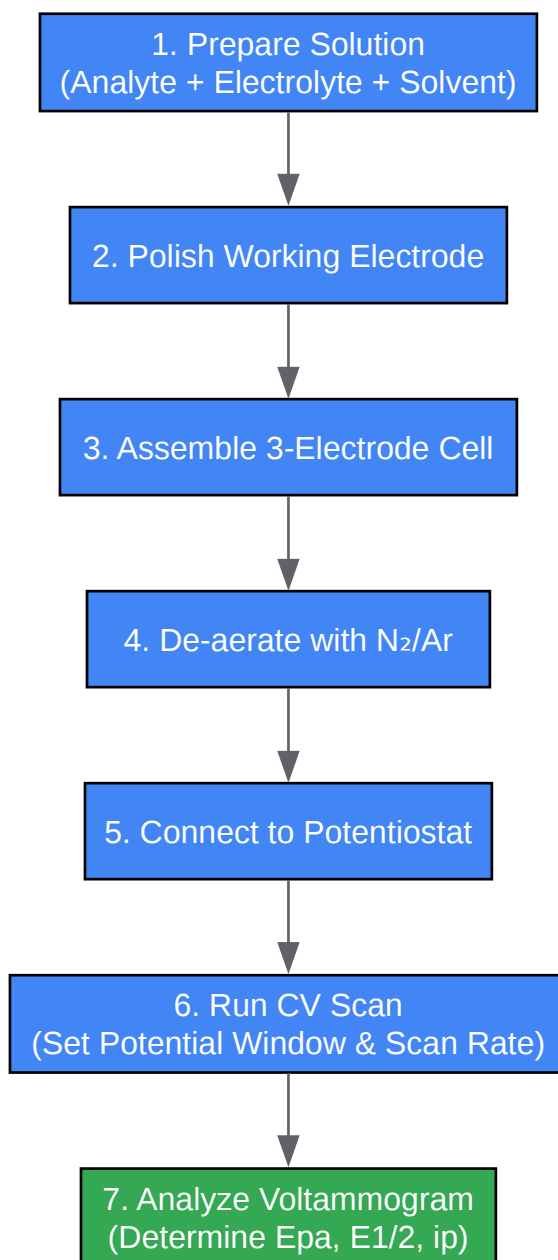 1. Prepare Solution
(Analyte + Electrolyte + Solvent)
2. Polish Working Electrode
3. Assemble 3-Electrode Cell
4. De-aerate with N₂/Ar
5. Connect to Potentiostat
6. Run CV Scan
(Set Potential Window & Scan Rate)
7. Analyze Voltammogram
(Determine Epa, E1/2, ip)